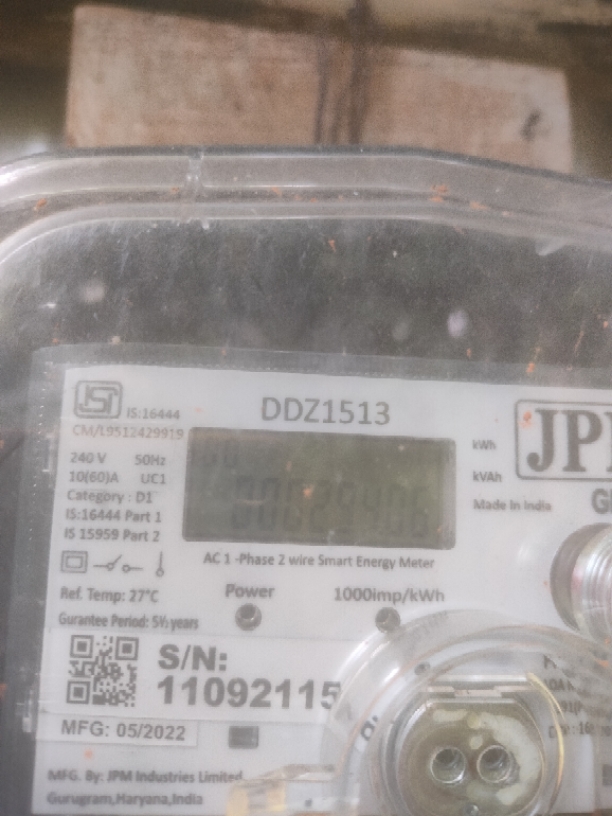 IS:16444
DDZ1513
CM/L9512429919
240 V 50Hz
10(60)A UC1
Category : D1
IS:16444 Part 1
IS 15959 Part 2
kWh
kVAh
Made in India
JP
AC 1 -Phase 2 wire Smart Energy Meter
Ref. Temp: 27°C
Power
1000imp/kWh
Gurantee Period: 5½ years
S/N:
11092115
MFG: 05/2022
MFG. By: JPM Industries Limited
Gurugram,Haryana,India